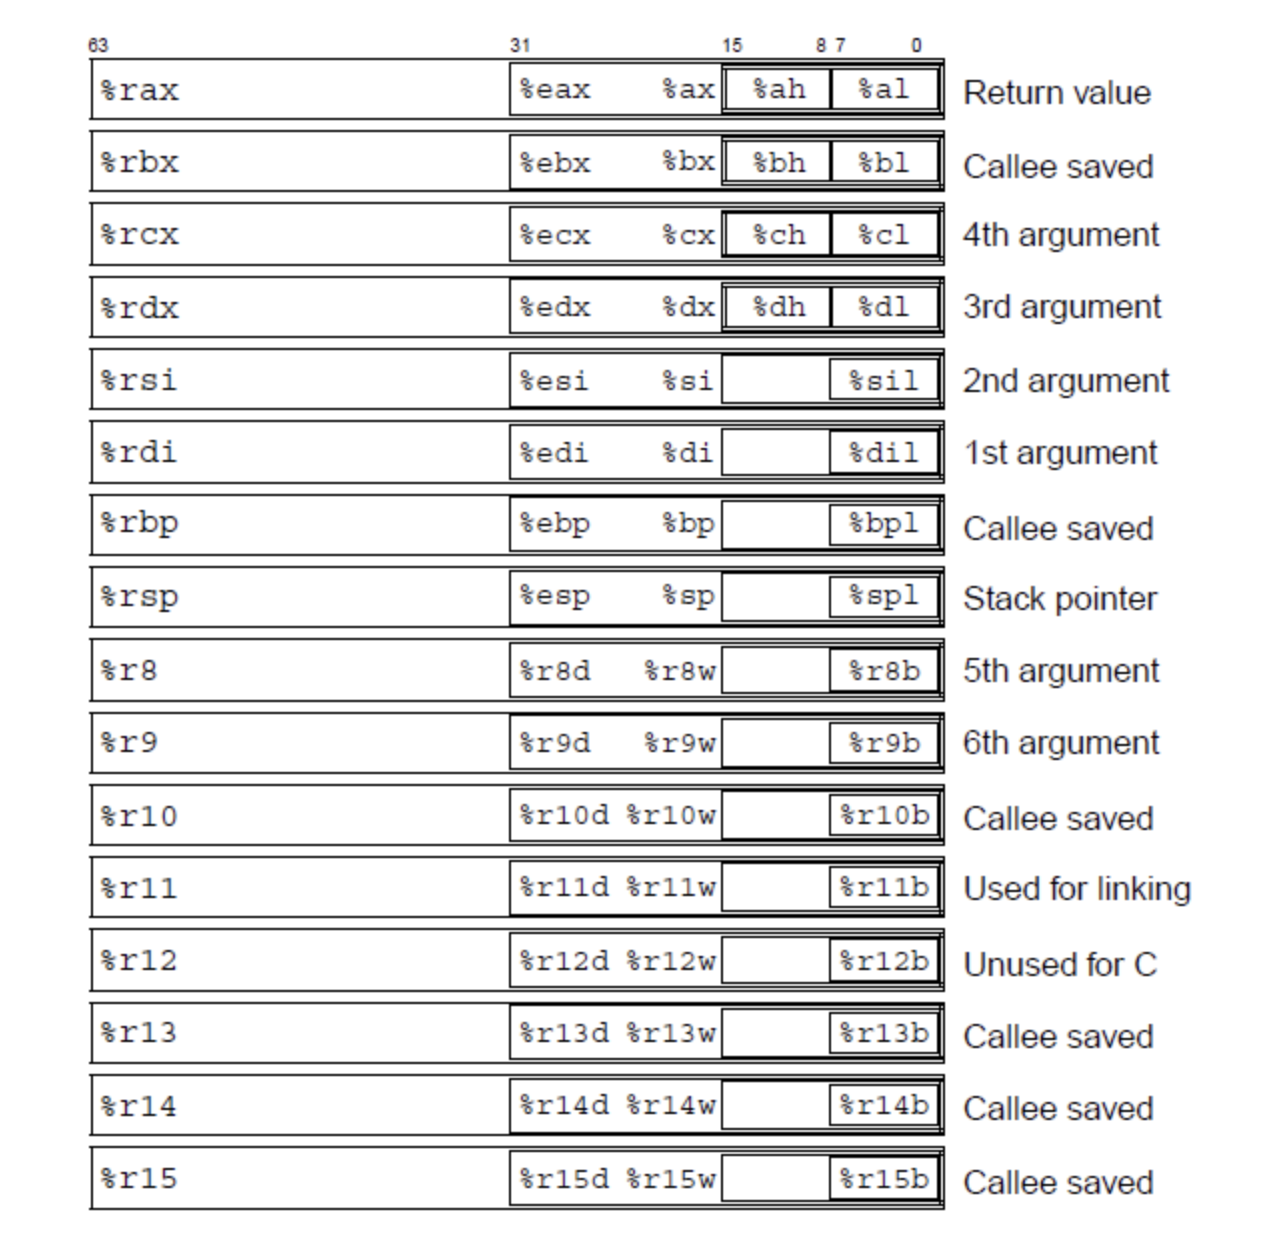 63 31 15 8 7 0
%rax %eax %ax %ah %al Return value
%rbx %ebx %bx %bh %bl Callee saved
%rcx %ecx %cx %ch %cl 4th argument
%rdx %edx %dx %dh %dl 3rd argument
%rsi %esi %si %sil 2nd argument
%rdi %edi %di %dil 1st argument
%rbp %ebp %bp %bpl Callee saved
%rsp %esp %sp %spl Stack pointer
%r8 %r8d %r8w %r8b 5th argument
%r9 %r9d %r9w %r9b 6th argument
%r10 %r10d %r10w %r10b Callee saved
%r11 %r11d %r11w %r11b Used for linking
%r12 %r12d %r12w %r12b Unused for C
%r13 %r13d %r13w %r13b Callee saved
%r14 %r14d %r14w %r14b Callee saved
%r15 %r15d %r15w %r15b Callee saved